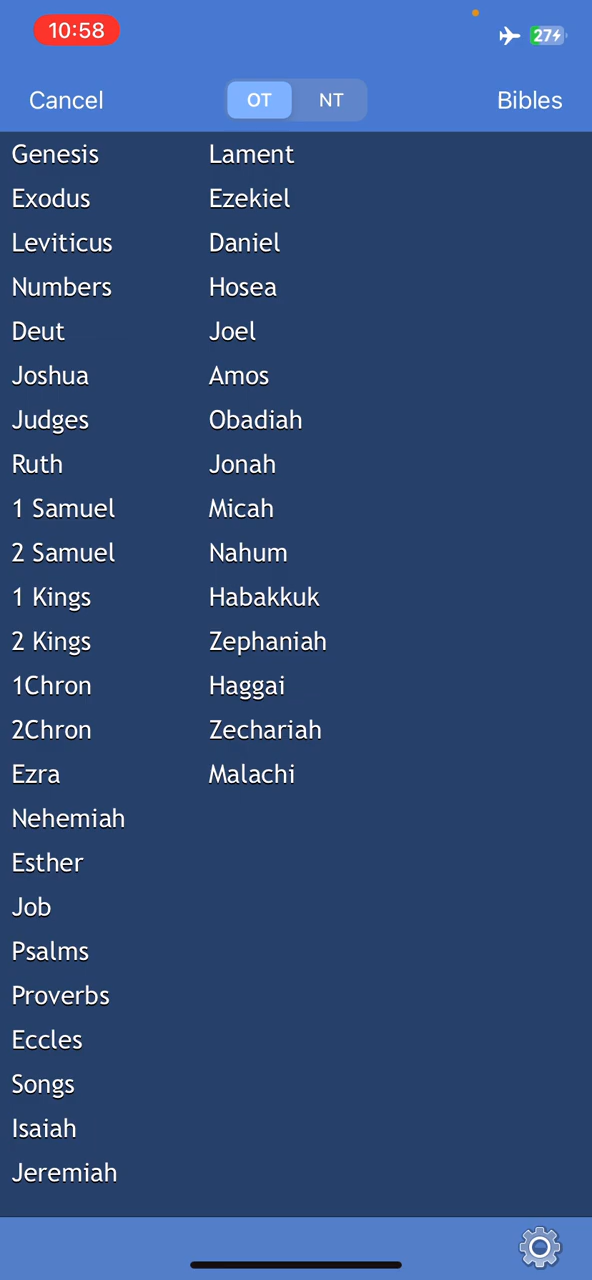 10:58
27
Cancel
OT
NT
Bibles
Genesis
Exodus
Leviticus
Numbers
Deut
Joshua
Judges
Ruth
1 Samuel
2 Samuel
1 Kings
2 Kings
1Chron
2Chron
Ezra
Nehemiah
Esther
Job
Psalms
Proverbs
Eccles
Songs
Isaiah
Jeremiah
Lament
Ezekiel
Daniel
Hosea
Joel
Amos
Obadiah
Jonah
Micah
Nahum
Habakkuk
Zephaniah
Haggai
Zechariah
Malachi